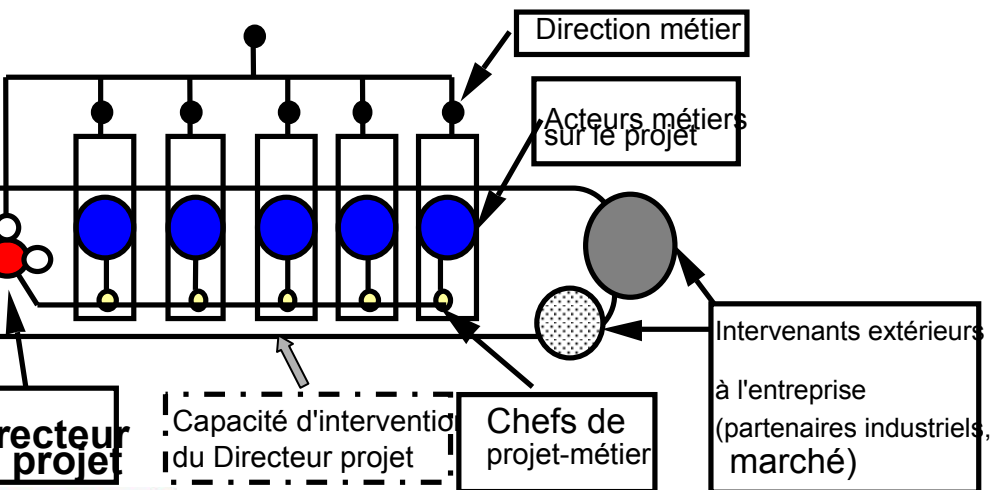 Direction métier
Acteurs métiers
sur le projet
Intervenants extérieurs
à l'entreprise
(partenaires industriels,
marché)
recteur
projet
Capacité d'intervention
du Directeur projet
Chefs de
projet-métier